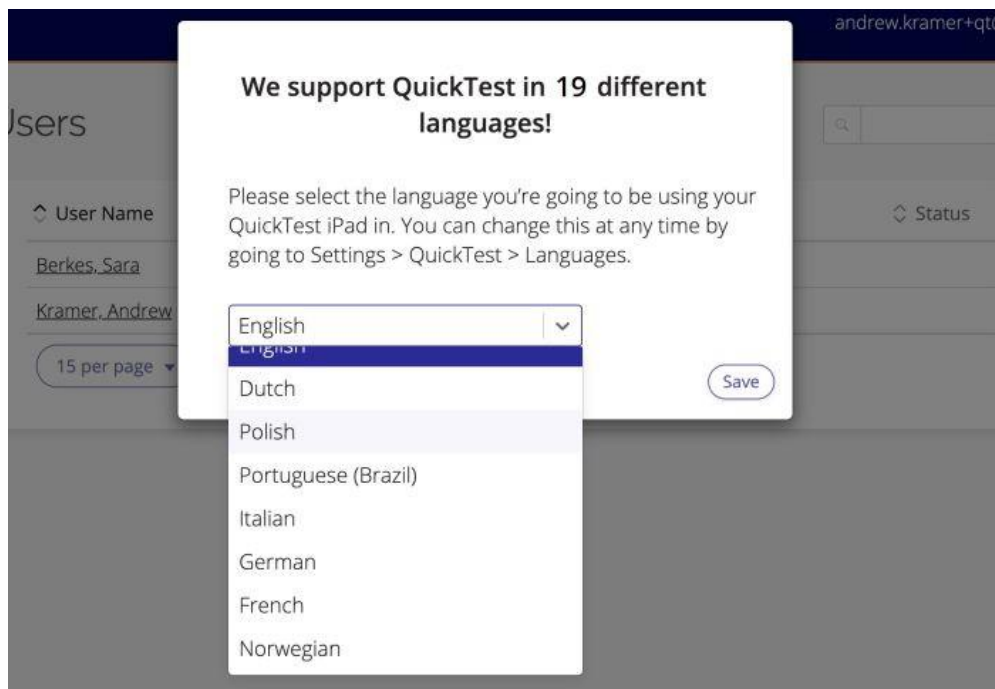 andrew.kramer+qt
We support QuickTest in 19 different
languages!
Users
Please select the language you're going to be using your
QuickTest iPad in. You can change this at any time by
going to Settings > QuickTest > Languages.
User Name
Status
Berkes, Sara
Kramer, Andrew
English
15 per page
Save
English
Dutch
Polish
Portuguese (Brazil)
Italian
German
French
Norwegian